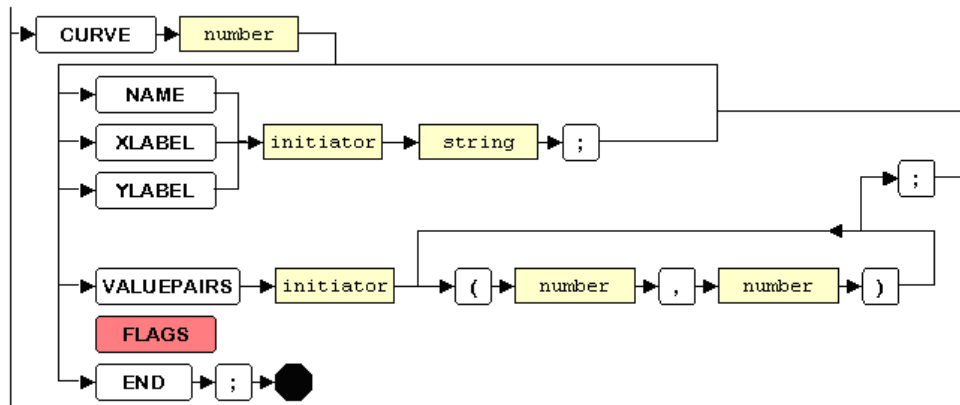 CURVE number
NAME
XLABEL initiator string ;
YLABEL
;
VALUEPAIRS initiator ( number , number )
FLAGS
END ;